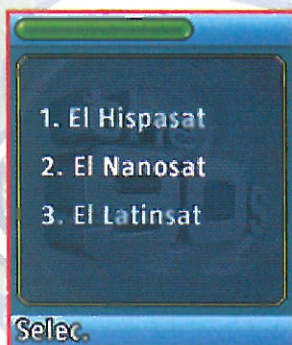 1. El Hispasat
2. El Nanosat
3. El Latinsat
Selec.